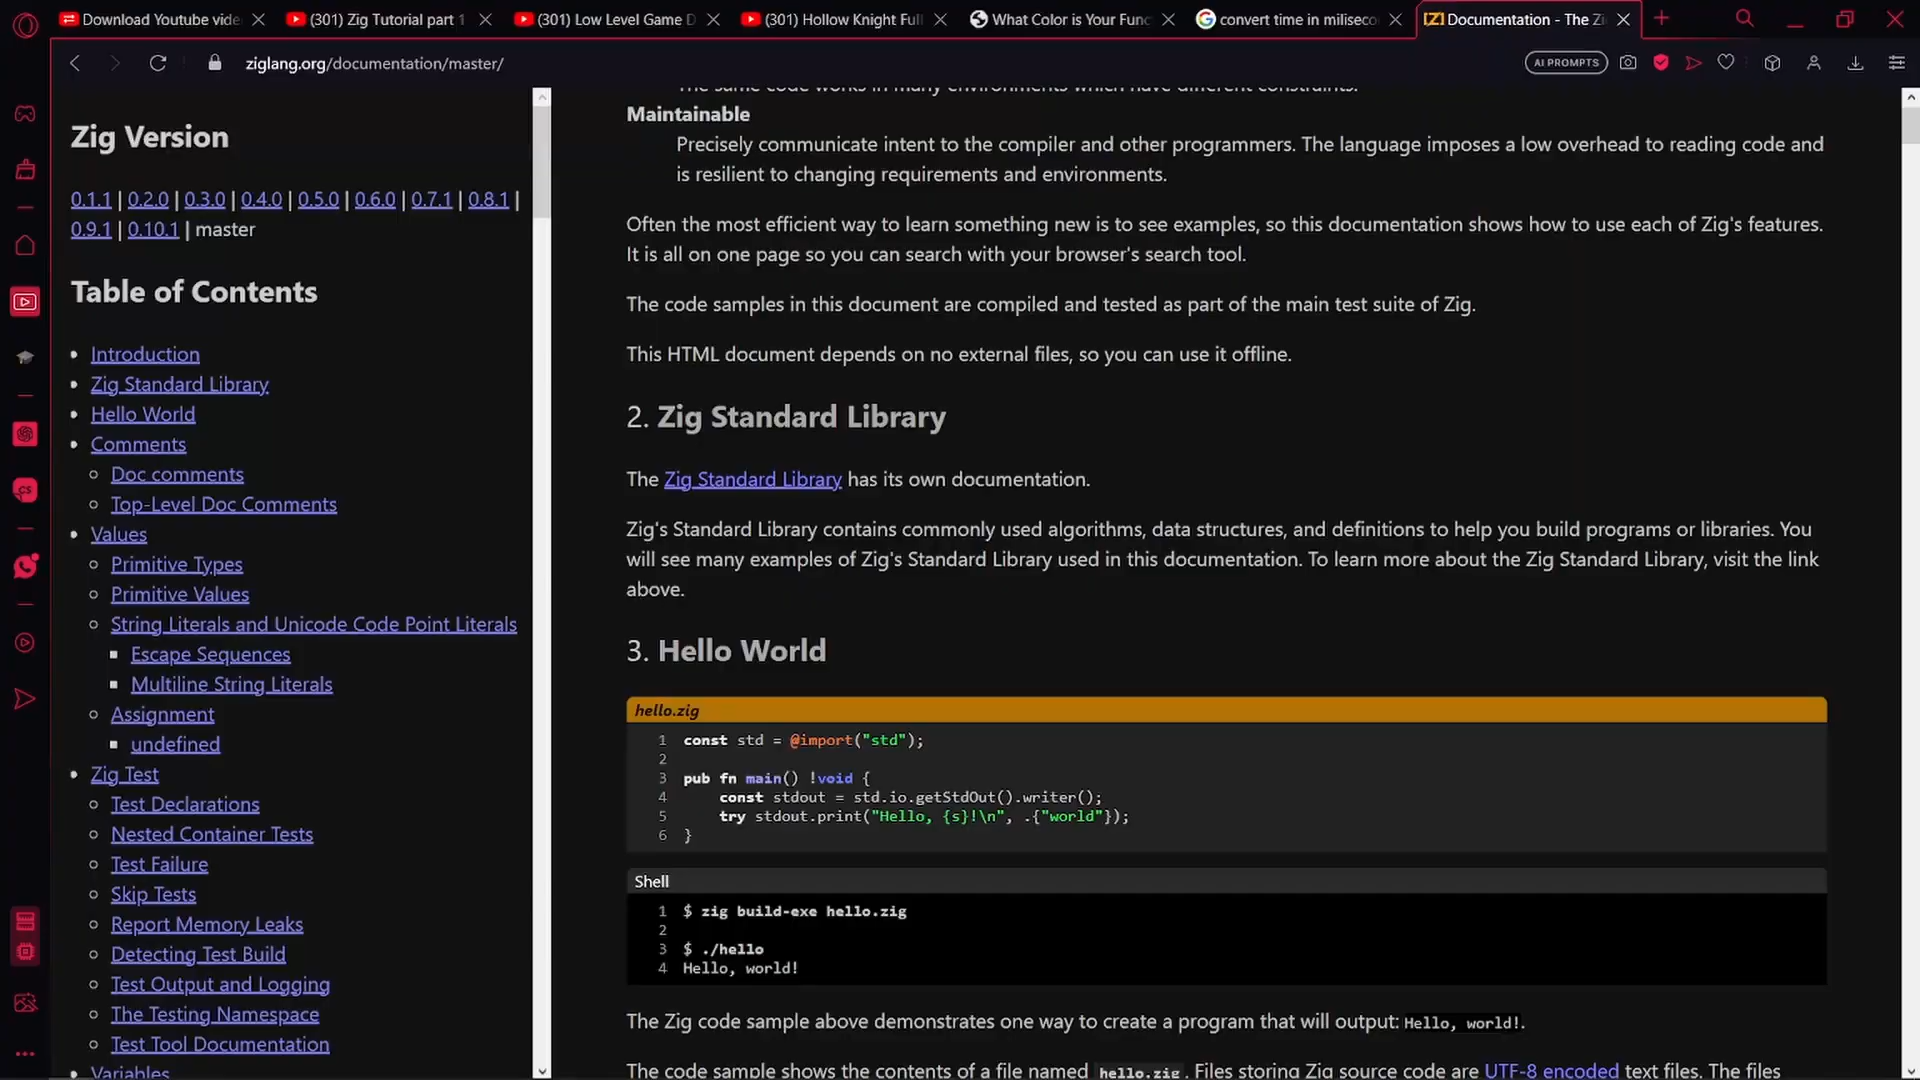 Download Youtube vide
(301) Zig Tutorial part 1
(301) Low Level Game D
(301) Hollow Knight Full
What Color is Your Func
convert time in miliseco
Documentation - The Zi
ziglang.org/documentation/master/
AI PROMPTS
Zig Version
0.1.1 | 0.2.0 | 0.3.0 | 0.4.0 | 0.5.0 | 0.6.0 | 0.7.1 | 0.8.1 |
0.9.1 | 0.10.1 | master
Table of Contents
Introduction
Zig Standard Library
Hello World
Comments
Doc comments
Top-Level Doc Comments
Values
Primitive Types
Primitive Values
String Literals and Unicode Code Point Literals
Escape Sequences
Multiline String Literals
Assignment
undefined
Zig Test
Test Declarations
Nested Container Tests
Test Failure
Skip Tests
Report Memory Leaks
Detecting Test Build
Test Output and Logging
The Testing Namespace
Test Tool Documentation
Variables
The same code works in many environments which have different constraints.
Maintainable
Precisely communicate intent to the compiler and other programmers. The language imposes a low overhead to reading code and
is resilient to changing requirements and environments.
Often the most efficient way to learn something new is to see examples, so this documentation shows how to use each of Zig's features.
It is all on one page so you can search with your browser's search tool.
The code samples in this document are compiled and tested as part of the main test suite of Zig.
This HTML document depends on no external files, so you can use it offline.
2. Zig Standard Library
The Zig Standard Library has its own documentation.
Zig's Standard Library contains commonly used algorithms, data structures, and definitions to help you build programs or libraries. You
will see many examples of Zig's Standard Library used in this documentation. To learn more about the Zig Standard Library, visit the link
above.
3. Hello World
hello.zig
1 const std = @import("std");
2
3 pub fn main() !void {
4 const stdout = std.io.getStdOut().writer();
5 try stdout.print("Hello, {s}!\n", .{"world"});
6 }
Shell
1 $ zig build-exe hello.zig
2
3 $ ./hello
4 Hello, world!
The Zig code sample above demonstrates one way to create a program that will output: Hello, world!.
The code sample shows the contents of a file named hello.zig. Files storing Zig source code are UTF-8 encoded text files. The files